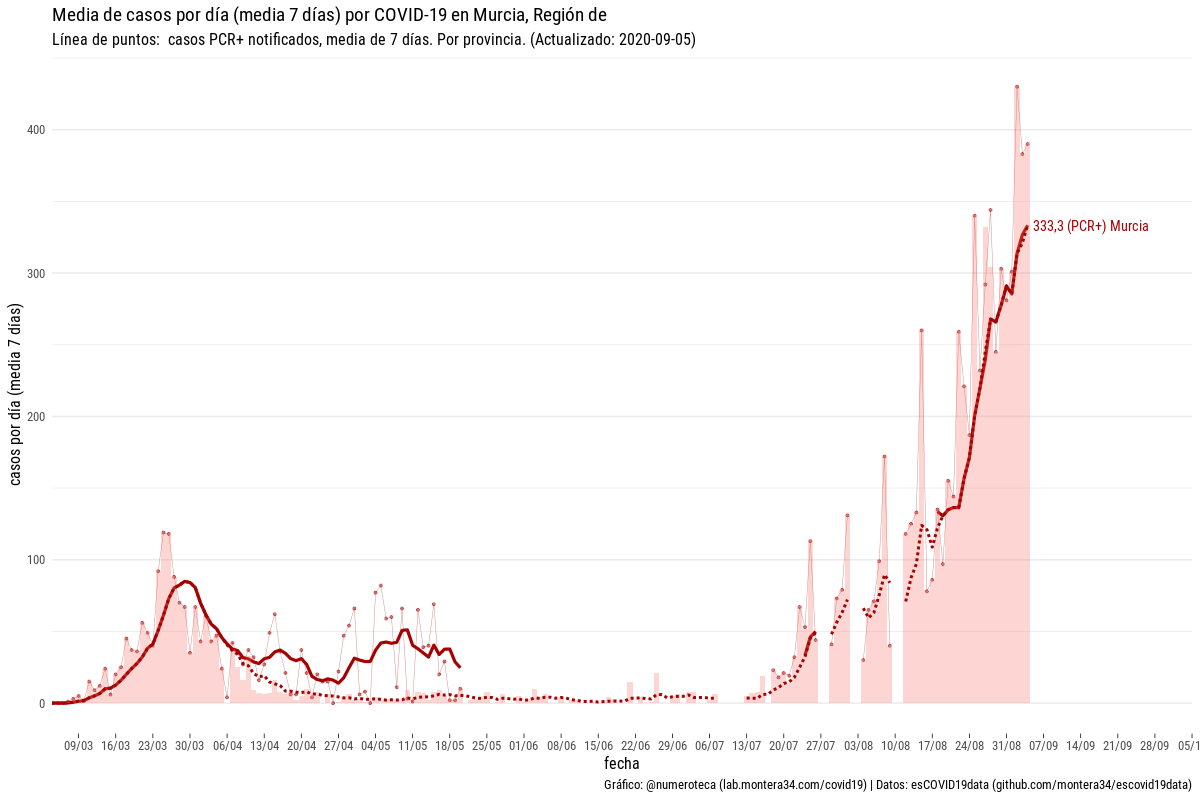 Media de casos por día (media 7 días) por COVID-19 en Murcia, Región de
Línea de puntos:  casos PCR+ notificados, media de 7 días. Por provincia. (Actualizado: 2020-09-05)
casos por día (media 7 días)
400
300
200
100
0
333,3 (PCR+) Murcia
09/03 16/03 23/03 30/03 06/04 13/04 20/04 27/04 04/05 11/05 18/05 25/05 01/06 08/06 15/06 22/06 29/06 06/07 13/07 20/07 27/07 03/08 10/08 17/08 24/08 31/08 07/09 14/09 21/09 28/09 05/1
fecha
Gráfico: @numeroteca (lab.montera34.com/covid19) | Datos: esCOVID19data (github.com/montera34/escovid19data)